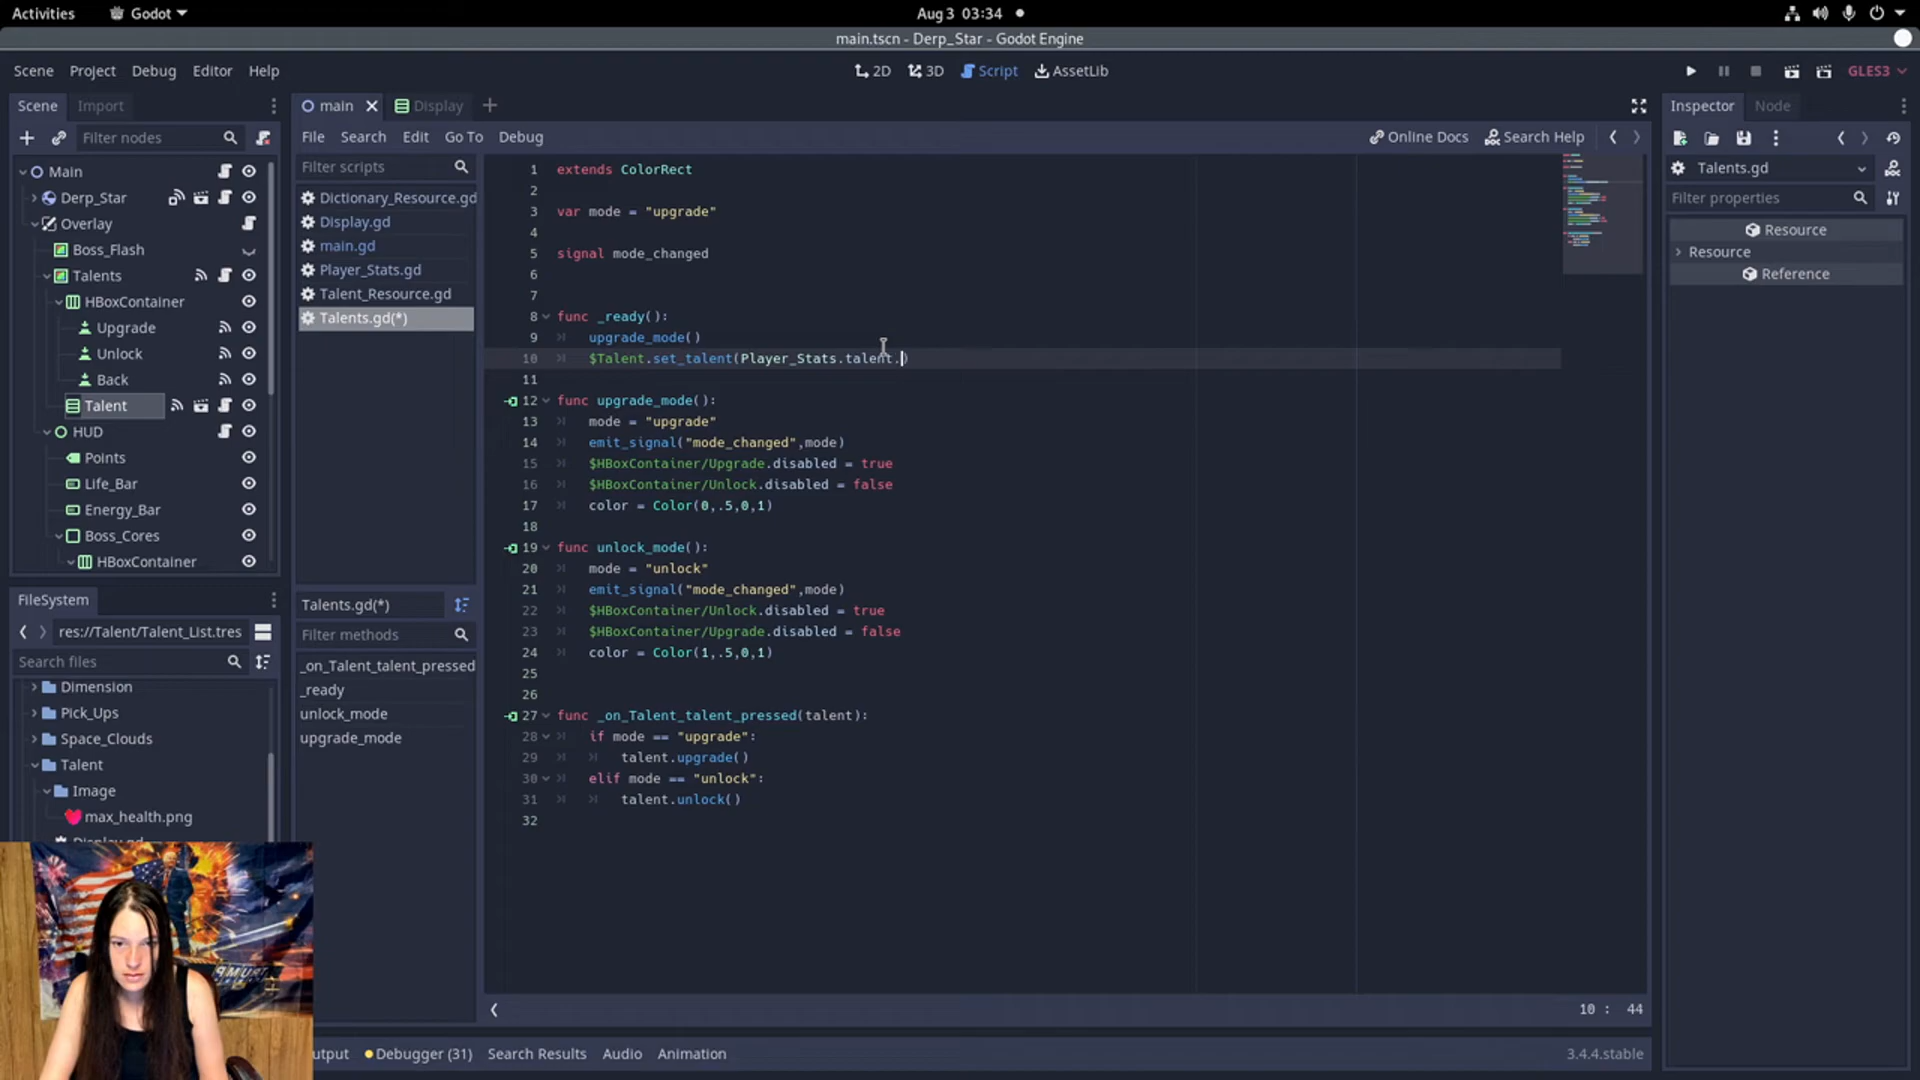 Activities Godot Aug 3 03:34
main.tscn - Derp_Star - Godot Engine
Scene Project Debug Editor Help 2D 3D Script AssetLib GLES3
Scene Import main Display Inspector Node
Filter nodes File Search Edit Go To Debug Online Docs Search Help
Main
Derp_Star
Overlay
Boss_Flash
Talents
HBoxContainer
Upgrade
Unlock
Back
Talent
HUD
Points
Life_Bar
Energy_Bar
Boss_Cores
HBoxContainer
FileSystem
res://Talent/Talent_List.tres
Search files
Dimension
Pick_Ups
Space_Clouds
Talent
Image
max_health.png
Filter scripts
Dictionary_Resource.gd
Display.gd
main.gd
Player_Stats.gd
Talent_Resource.gd
Talents.gd(*)
Talents.gd(*)
Filter methods
_on_Talent_talent_pressed
_ready
unlock_mode
upgrade_mode
1 extends ColorRect
2
3 var mode = "upgrade"
4
5 signal mode_changed
6
7
8 func _ready():
9 upgrade_mode()
10 $Talent.set_talent(Player_Stats.talent.)
11
12 func upgrade_mode():
13 mode = "upgrade"
14 emit_signal("mode_changed",mode)
15 $HBoxContainer/Upgrade.disabled = true
16 $HBoxContainer/Unlock.disabled = false
17 color = Color(0,.5,0,1)
18
19 func unlock_mode():
20 mode = "unlock"
21 emit_signal("mode_changed",mode)
22 $HBoxContainer/Unlock.disabled = true
23 $HBoxContainer/Upgrade.disabled = false
24 color = Color(1,.5,0,1)
25
26
27 func _on_Talent_talent_pressed(talent):
28 if mode == "upgrade":
29 talent.upgrade()
30 elif mode == "unlock":
31 talent.unlock()
32
10 : 44
Talents.gd
Filter properties
Resource
Resource
Reference
utput Debugger (31) Search Results Audio Animation 3.4.4.stable